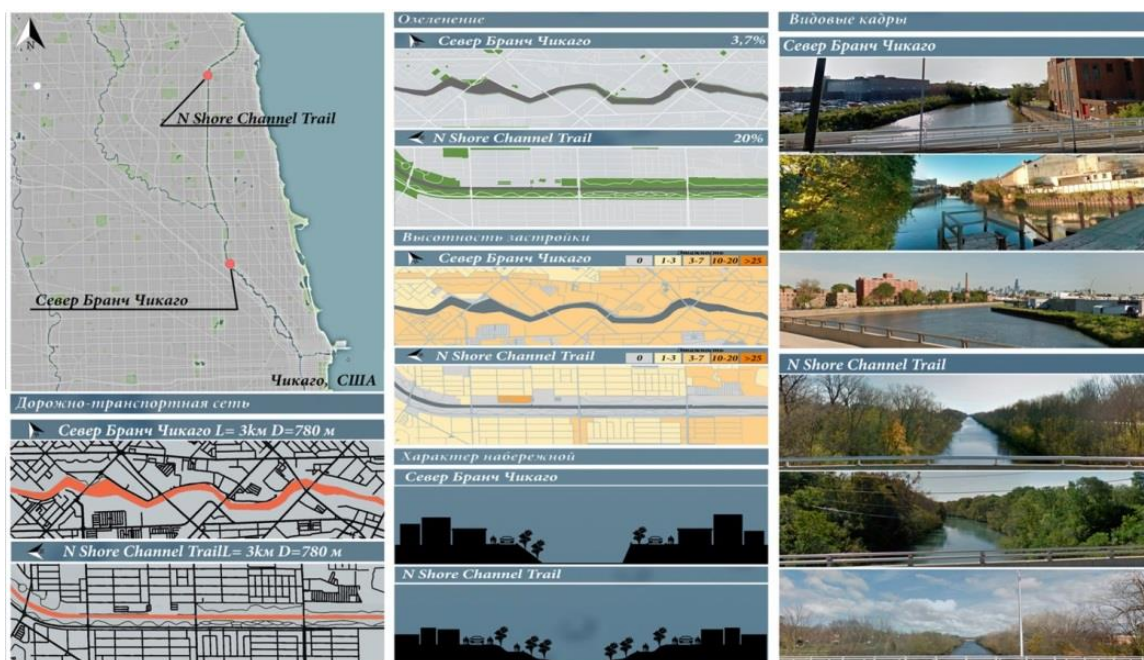 N
N Shore Channel Trail
Север Бранч Чикаго
Чикаго, США
Дорожно-транспортная сеть
Север Бранч Чикаго L= 3км D=780 м
N Shore Channel TrailL= 3км D=780 м
Озеленение
Север Бранч Чикаго 3,7%
N Shore Channel Trail 20%
Высотность застройки
Север Бранч Чикаго 0 1-3 3-7 10-20 >25
N Shore Channel Trail 0 1-3 3-7 10-20 >25
Характер набережной
Север Бранч Чикаго
N Shore Channel Trail
Видовые кадры
Север Бранч Чикаго
N Shore Channel Trail